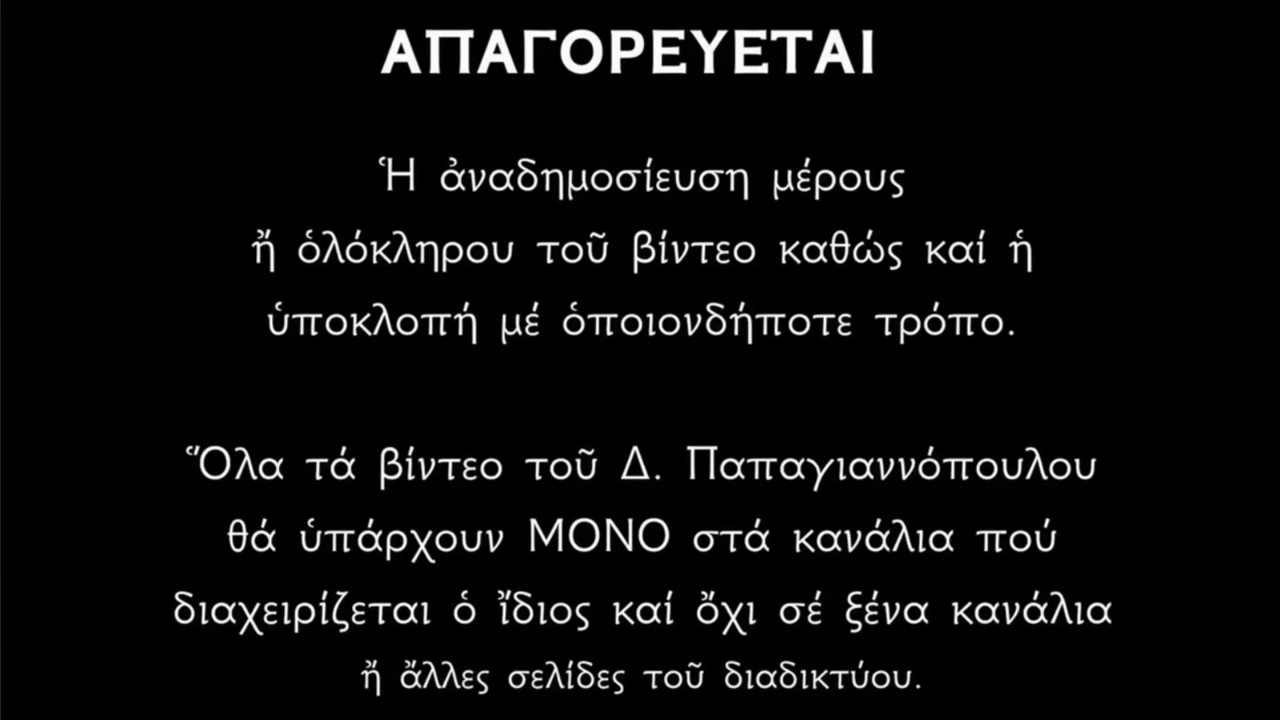 ΑΠΑΓΟΡΕΥΕΤΑΙ
Ἡ ἀναδημοσίευση μέρους
ἤ ὁλόκληρου τοῦ βίντεο καθώς καί ἡ
ὑποκλοπή μέ ὁποιονδήποτε τρόπο.
Ὅλα τά βίντεο τοῦ Δ. Παπαγιαννόπουλου
θά ὑπάρχουν ΜΟΝΟ στά κανάλια πού
διαχειρίζεται ὁ ἴδιος καί ὄχι σέ ξένα κανάλια
ἤ ἄλλες σελίδες τοῦ διαδικτύου.